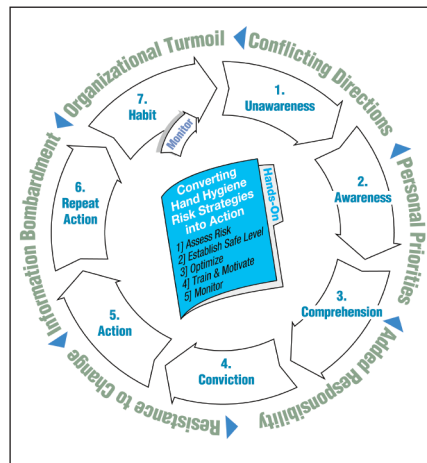 Organizational Turmoil
Conflicting Directions
Personal Priorities
Added Responsibility
Resistance to Change
Information Bombardment
1.
Unawareness
2.
Awareness
3.
Comprehension
4.
Conviction
5.
Action
6.
Repeat
Action
7.
Habit
Monitor
Converting
Hand Hygiene
Risk Strategies
into Action
1] Assess Risk
2] Establish Safe Level
3] Optimize
4] Train & Motivate
5] Monitor
Hands-On